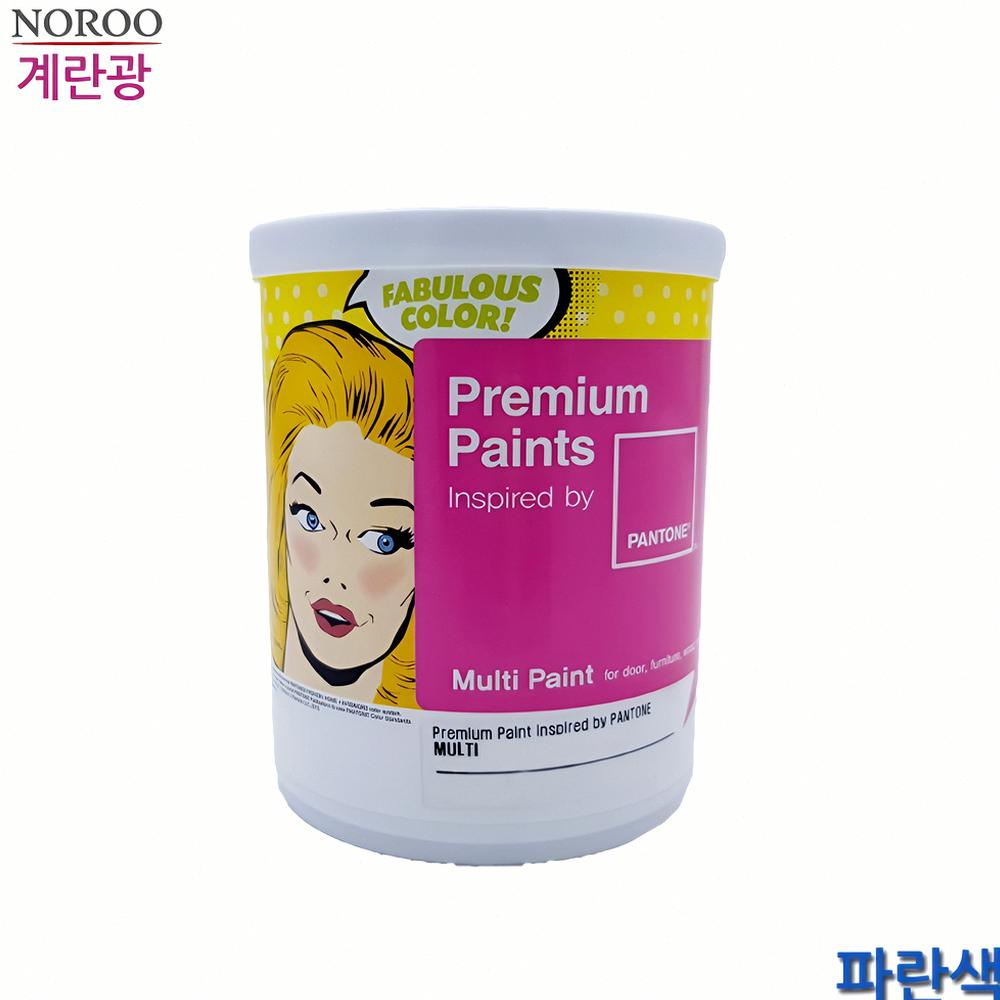 NOROO
계란광
FABULOUS
COLOR!
Premium
Paints
Inspired by
PANTONE®
Multi Paint for door, furniture,
Premium Paint Inspired by PANTONE
MULTI
파란색